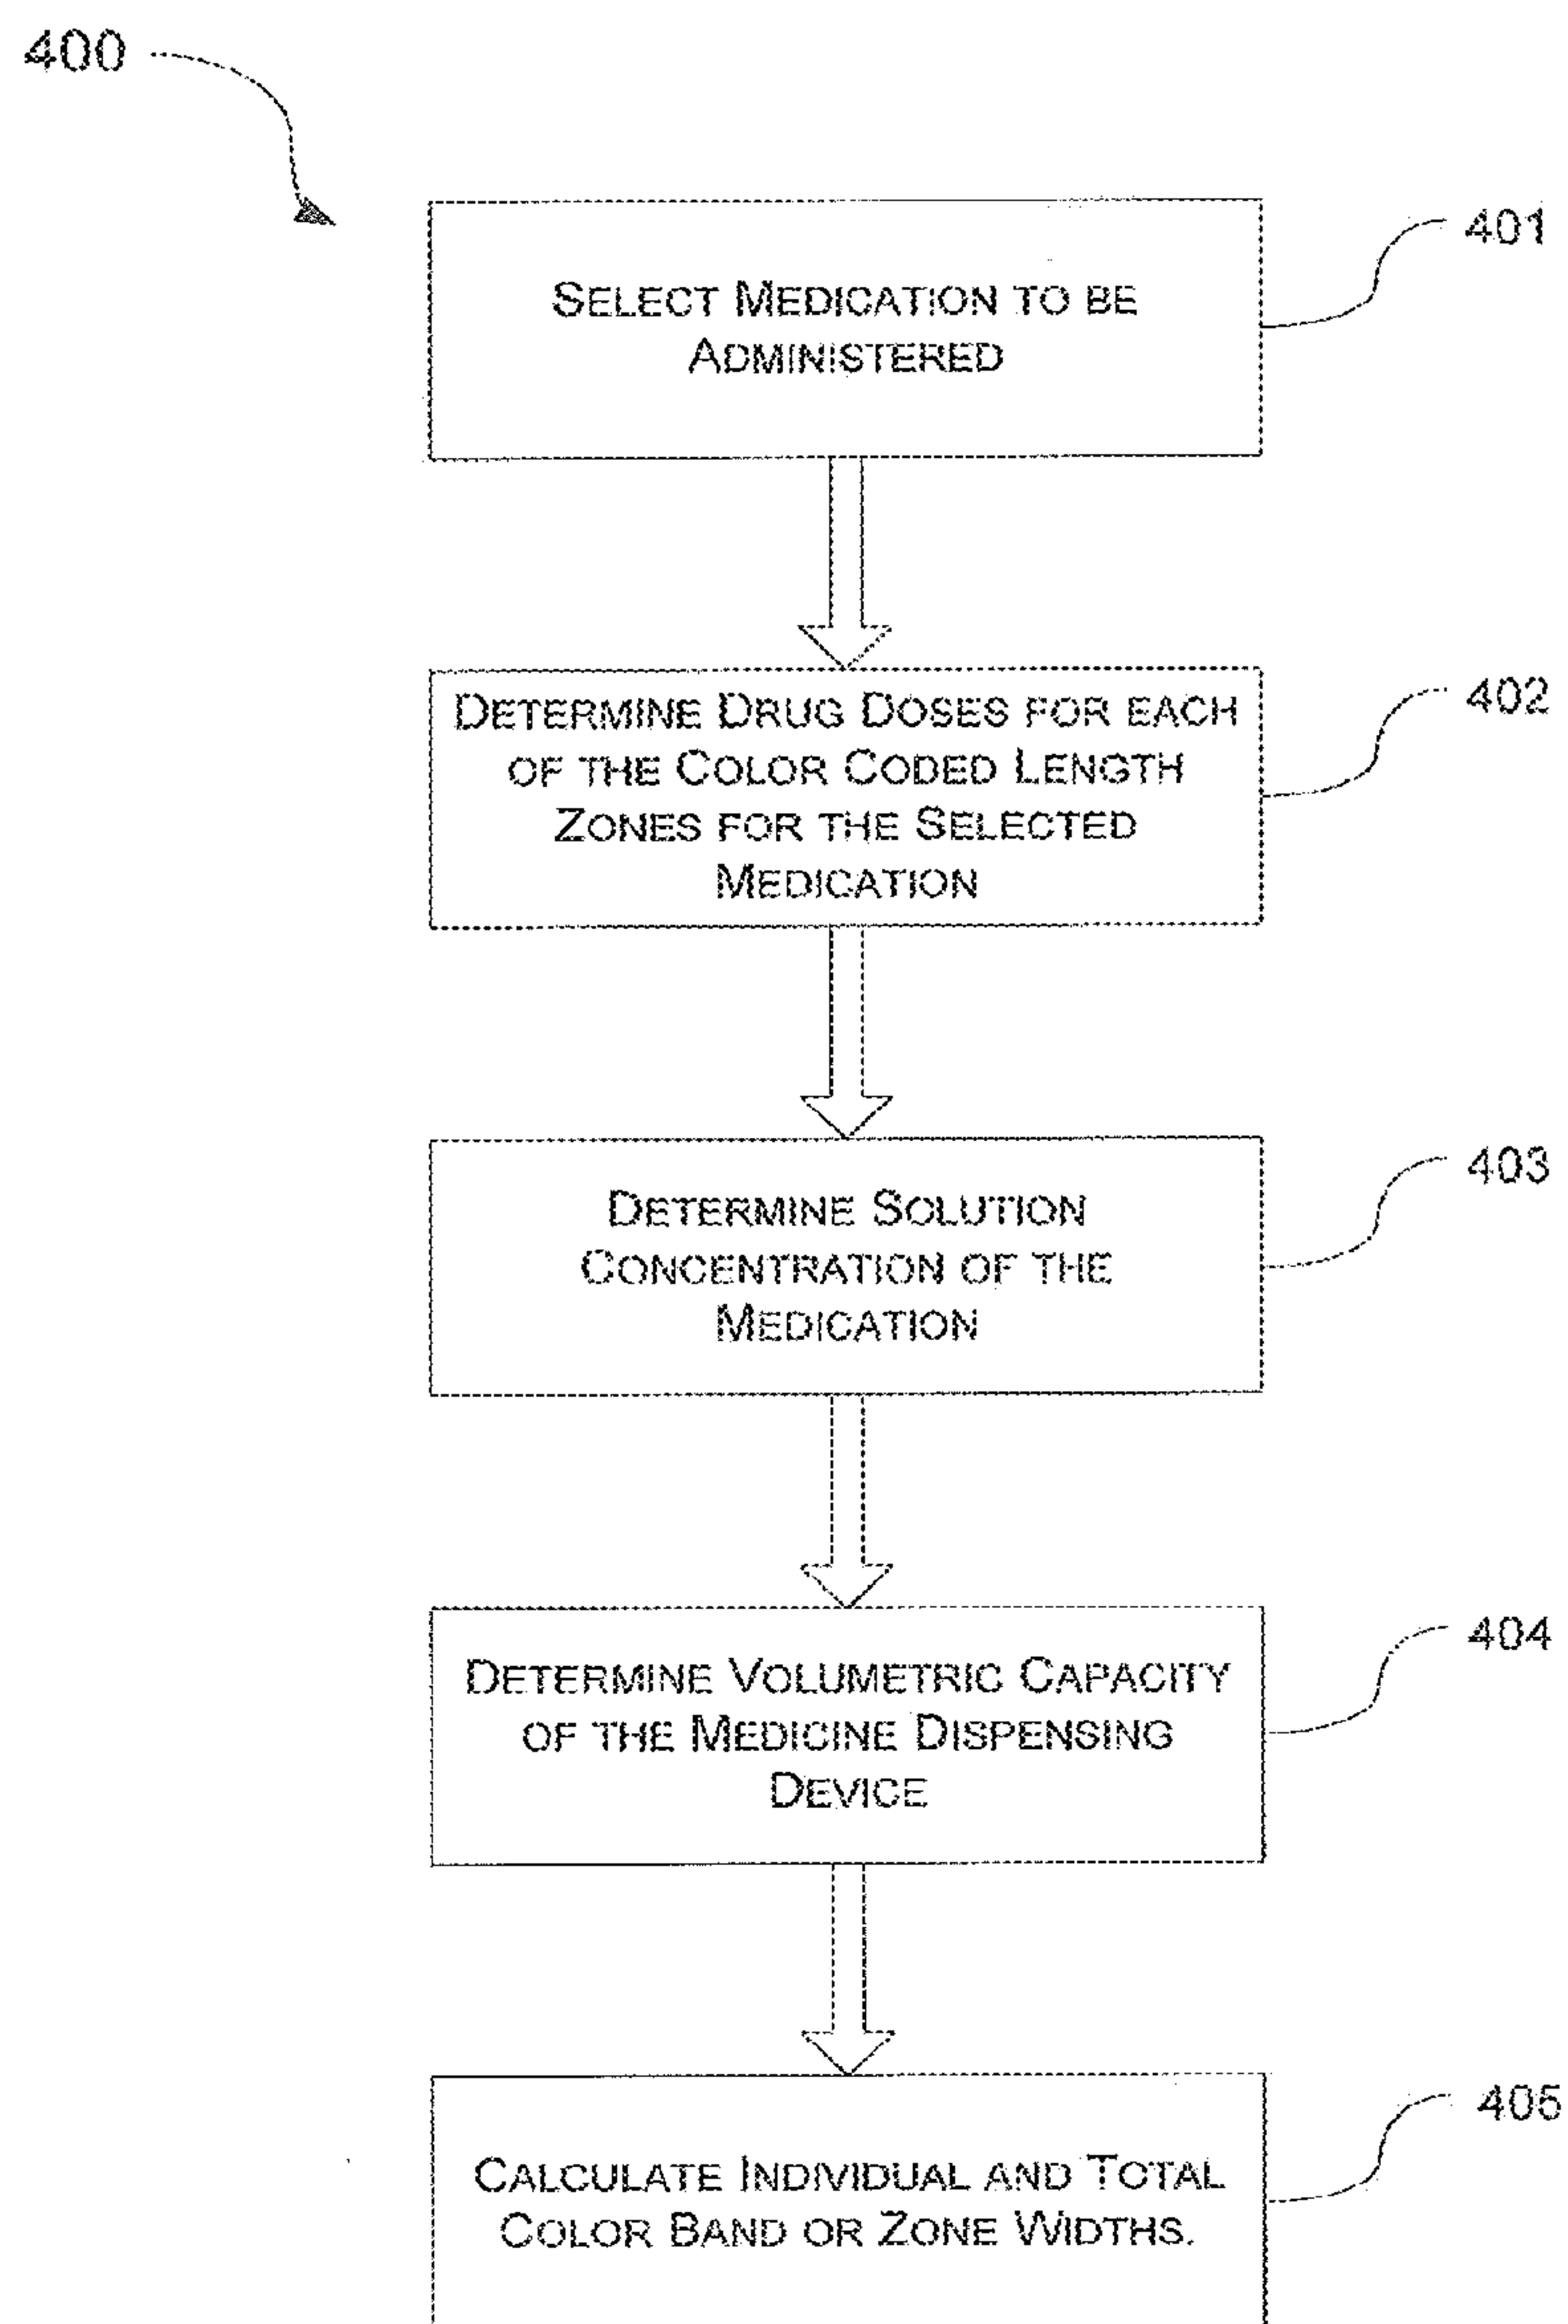 400
401
SELECT MEDICATION TO BE
ADMINISTERED
402
DETERMINE DRUG DOSES FOR EACH
OF THE COLOR CODED LENGTH
ZONES FOR THE SELECTED
MEDICATION
403
DETERMINE SOLUTION
CONCENTRATION OF THE
MEDICATION
404
DETERMINE VOLUMETRIC CAPACITY
OF THE MEDICINE DISPENSING
DEVICE
405
CALCULATE INDIVIDUAL AND TOTAL
COLOR BAND OR ZONE WIDTHS.